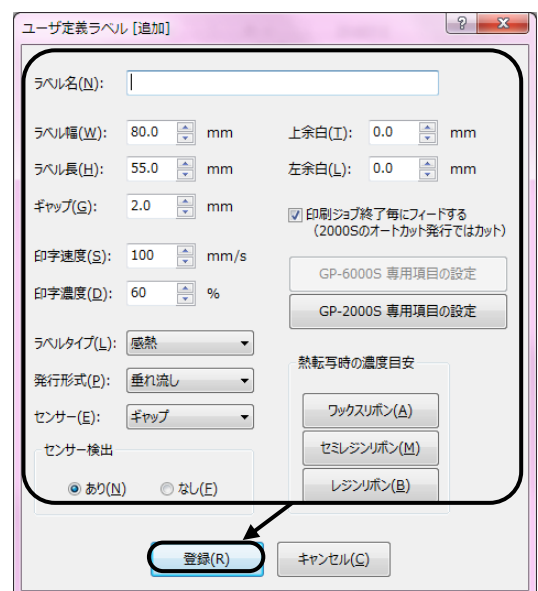 ユーザ定義ラベル [追加]
ラベル名(N):
ラベル幅(W): 80.0 mm
上余白(T): 0.0 mm
ラベル長(H): 55.0 mm
左余白(L): 0.0 mm
ギャップ(G): 2.0 mm
印刷ジョブ終了毎にフィードする
(2000Sのオートカット発行ではカット)
印字速度(S): 100 mm/s
GP-6000S 専用項目の設定
印字濃度(D): 60 %
GP-2000S 専用項目の設定
ラベルタイプ(L): 感熱
熱転写時の濃度目安
発行形式(P): 垂れ流し
ワックスリボン(A)
センサー(E): ギャップ
セミレジンリボン(M)
センサー検出
レジンリボン(B)
あり(N) なし(F)
登録(R) キャンセル(C)